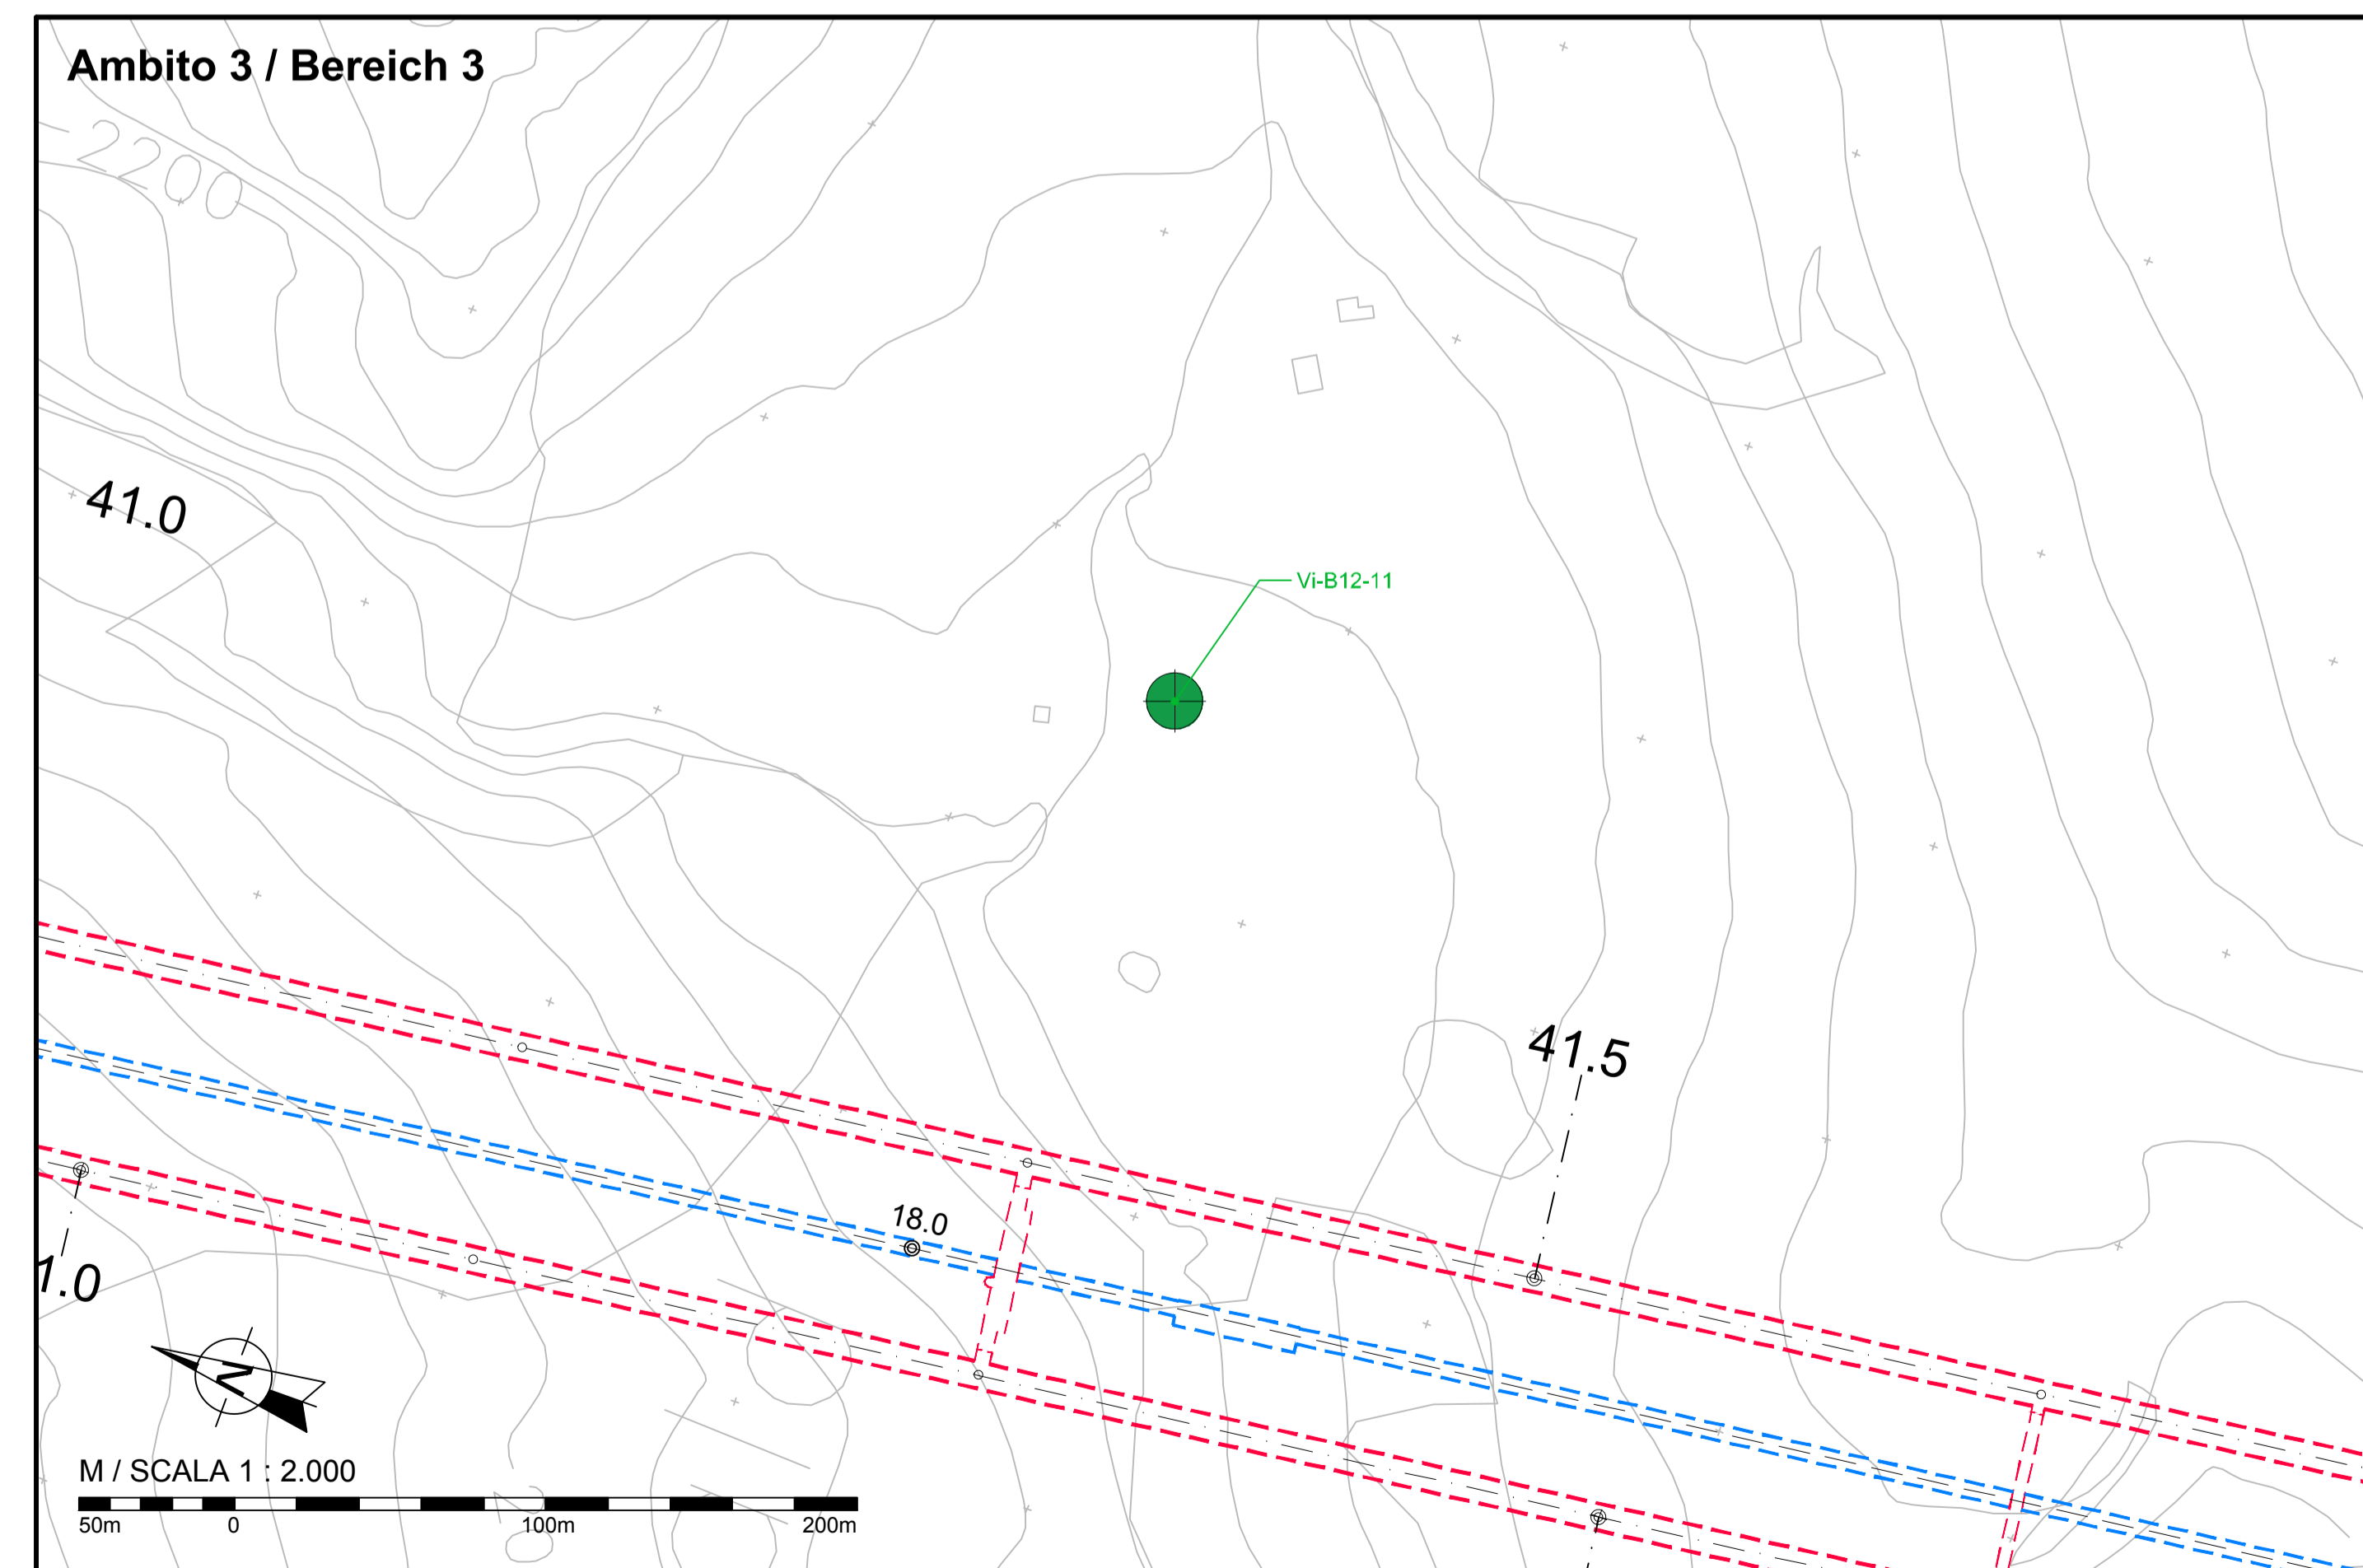 Ambito 3 / Bereich 3
2200
41.0
Vi-B12-11
41.5
18.0
1.0
N
M / SCALA 1 : 2.000
50m 0 100m 200m